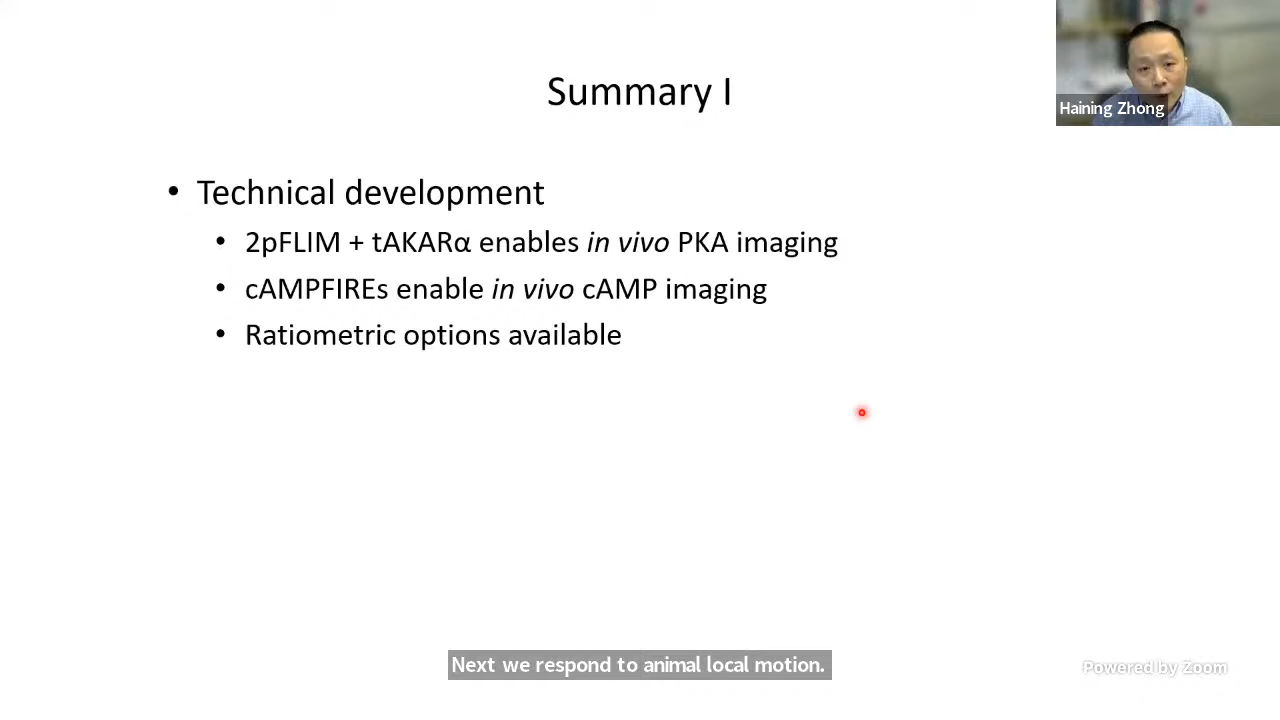 Summary I
Haining Zhong
• Technical development
• 2pFLIM + tAKARα enables in vivo PKA imaging
• cAMPFIREs enable in vivo cAMP imaging
• Ratiometric options available
Next we respond to animal local motion.
Powered by Zoom